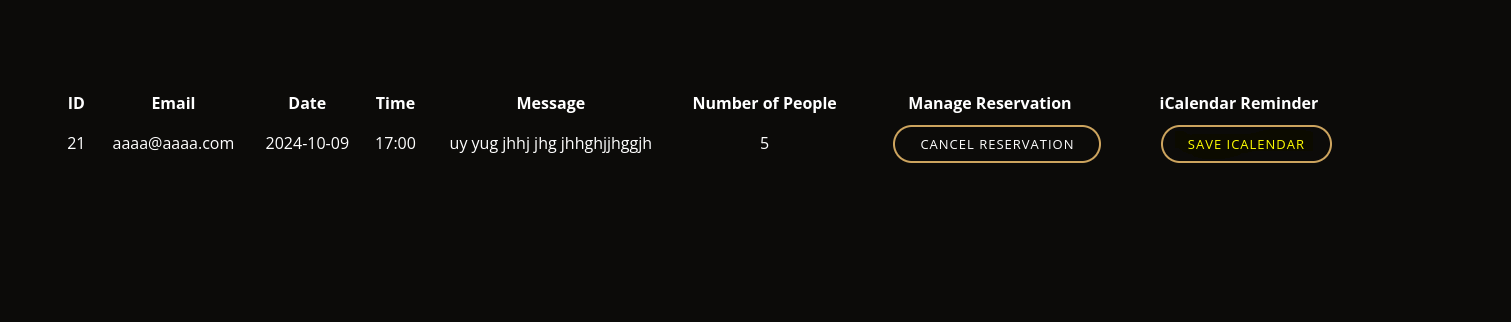 ID Email Date Time Message Number of People Manage Reservation iCalendar Reminder
21 aaaa@aaaa.com 2024-10-09 17:00 uy yug jhhj jhg jhhghjjhggjh 5 CANCEL RESERVATION SAVE ICALENDAR